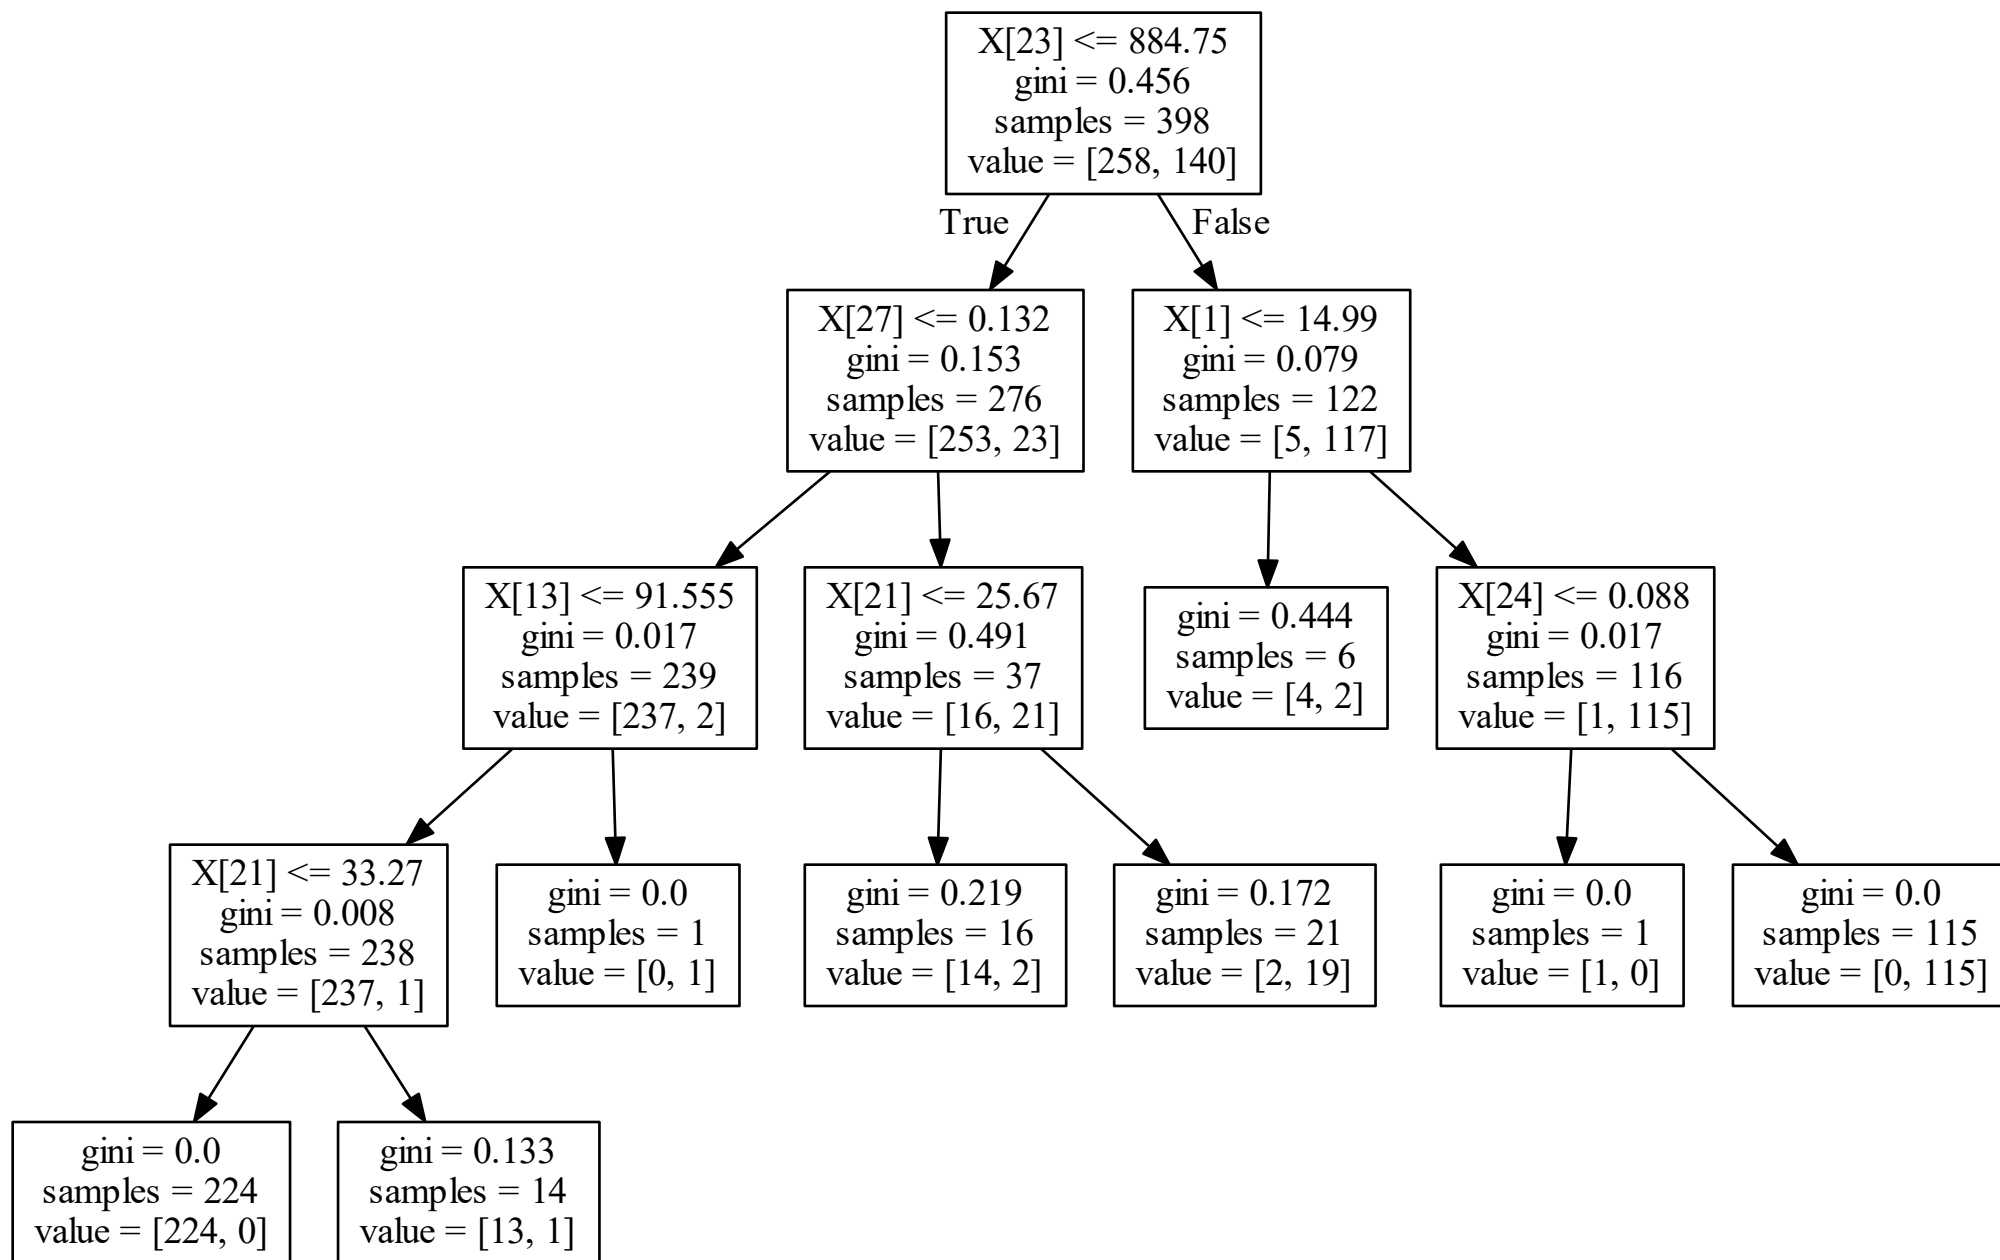 X[23] <= 884.75
gini = 0.456
samples = 398
value = [258, 140]
True
False
X[27] <= 0.132
gini = 0.153
samples = 276
value = [253, 23]
X[1] <= 14.99
gini = 0.079
samples = 122
value = [5, 117]
X[13] <= 91.555
gini = 0.017
samples = 239
value = [237, 2]
X[21] <= 25.67
gini = 0.491
samples = 37
value = [16, 21]
gini = 0.444
samples = 6
value = [4, 2]
X[24] <= 0.088
gini = 0.017
samples = 116
value = [1, 115]
X[21] <= 33.27
gini = 0.008
samples = 238
value = [237, 1]
gini = 0.0
samples = 1
value = [0, 1]
gini = 0.219
samples = 16
value = [14, 2]
gini = 0.172
samples = 21
value = [2, 19]
gini = 0.0
samples = 1
value = [1, 0]
gini = 0.0
samples = 115
value = [0, 115]
gini = 0.0
samples = 224
value = [224, 0]
gini = 0.133
samples = 14
value = [13, 1]